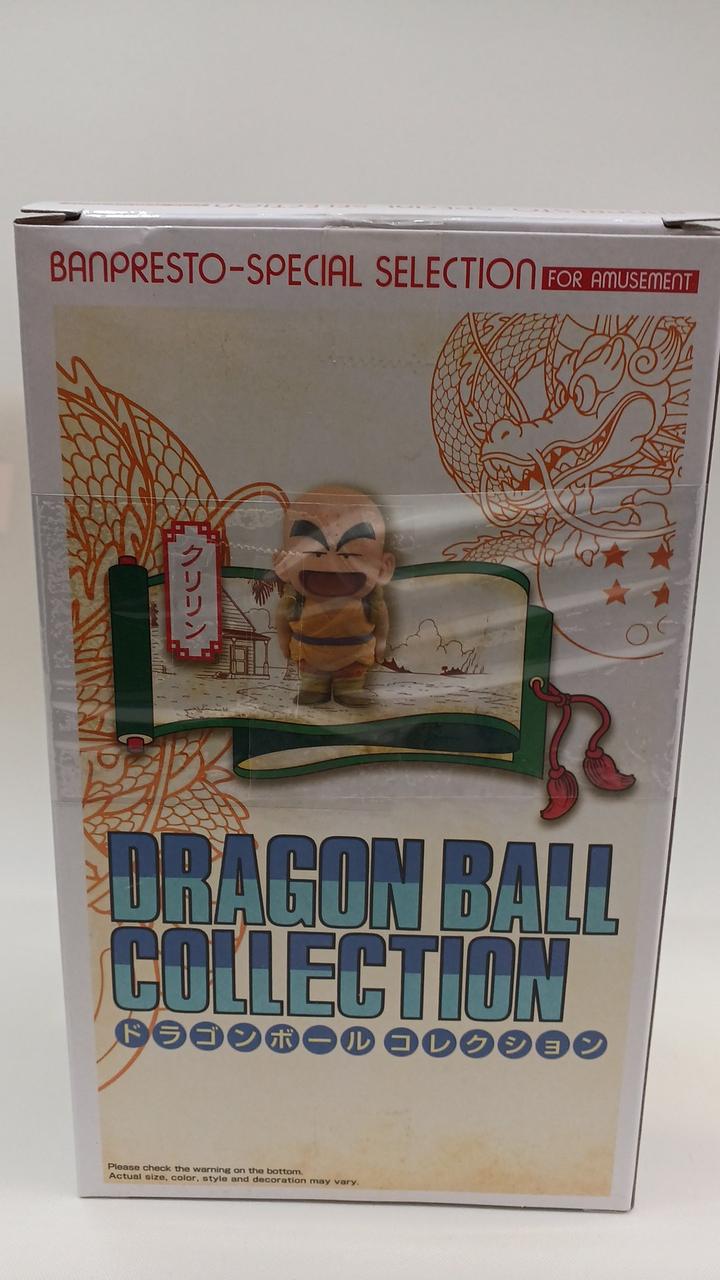 BANPRESTO-SPECIAL SELECTION FOR AMUSEMENT
クリリン
DRAGON BALL
COLLECTION
ドラゴンボール コレクション
Please check the warning on the bottom.
Actual size, color, style and decoration may vary.